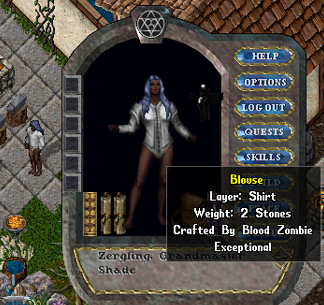 HELP
OPTIONS
LOG OUT
QUESTS
SKILLS
Blouse
Layer: Shirt
Weight: 2 Stones
Crafted By Blood Zombie
Exceptional
Zergling, Grandmaster
Shade